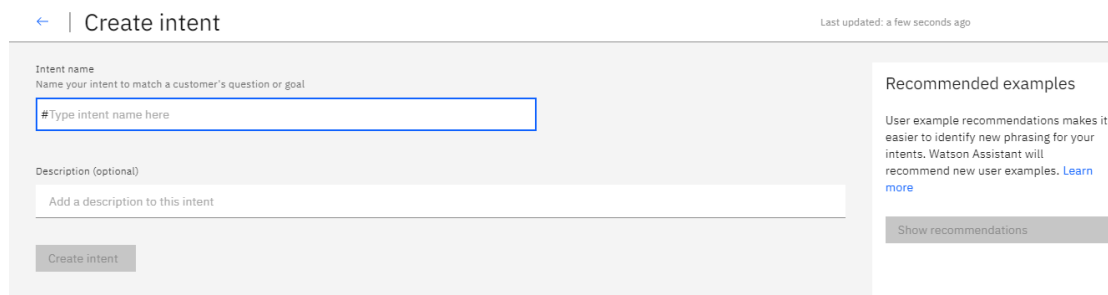 ← | Create intent
Last updated: a few seconds ago
Intent name
Name your intent to match a customer's question or goal
#Type intent name here
Description (optional)
Add a description to this intent
Create intent
Recommended examples
User example recommendations makes it
easier to identify new phrasing for your
intents. Watson Assistant will
recommend new user examples. Learn
more
Show recommendations